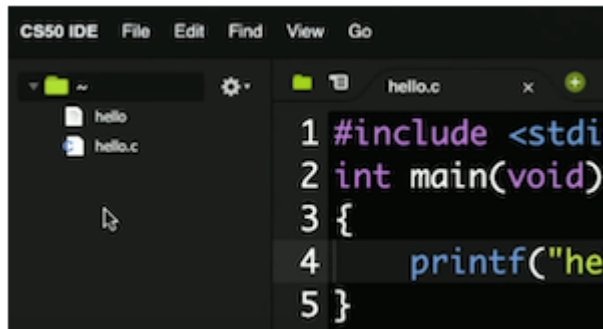 CS50 IDE File Edit Find View Go
~
hello
hello.c
hello.c ×
1 #include <stdi
2 int main(void)
3 {
4 printf("he
5 }